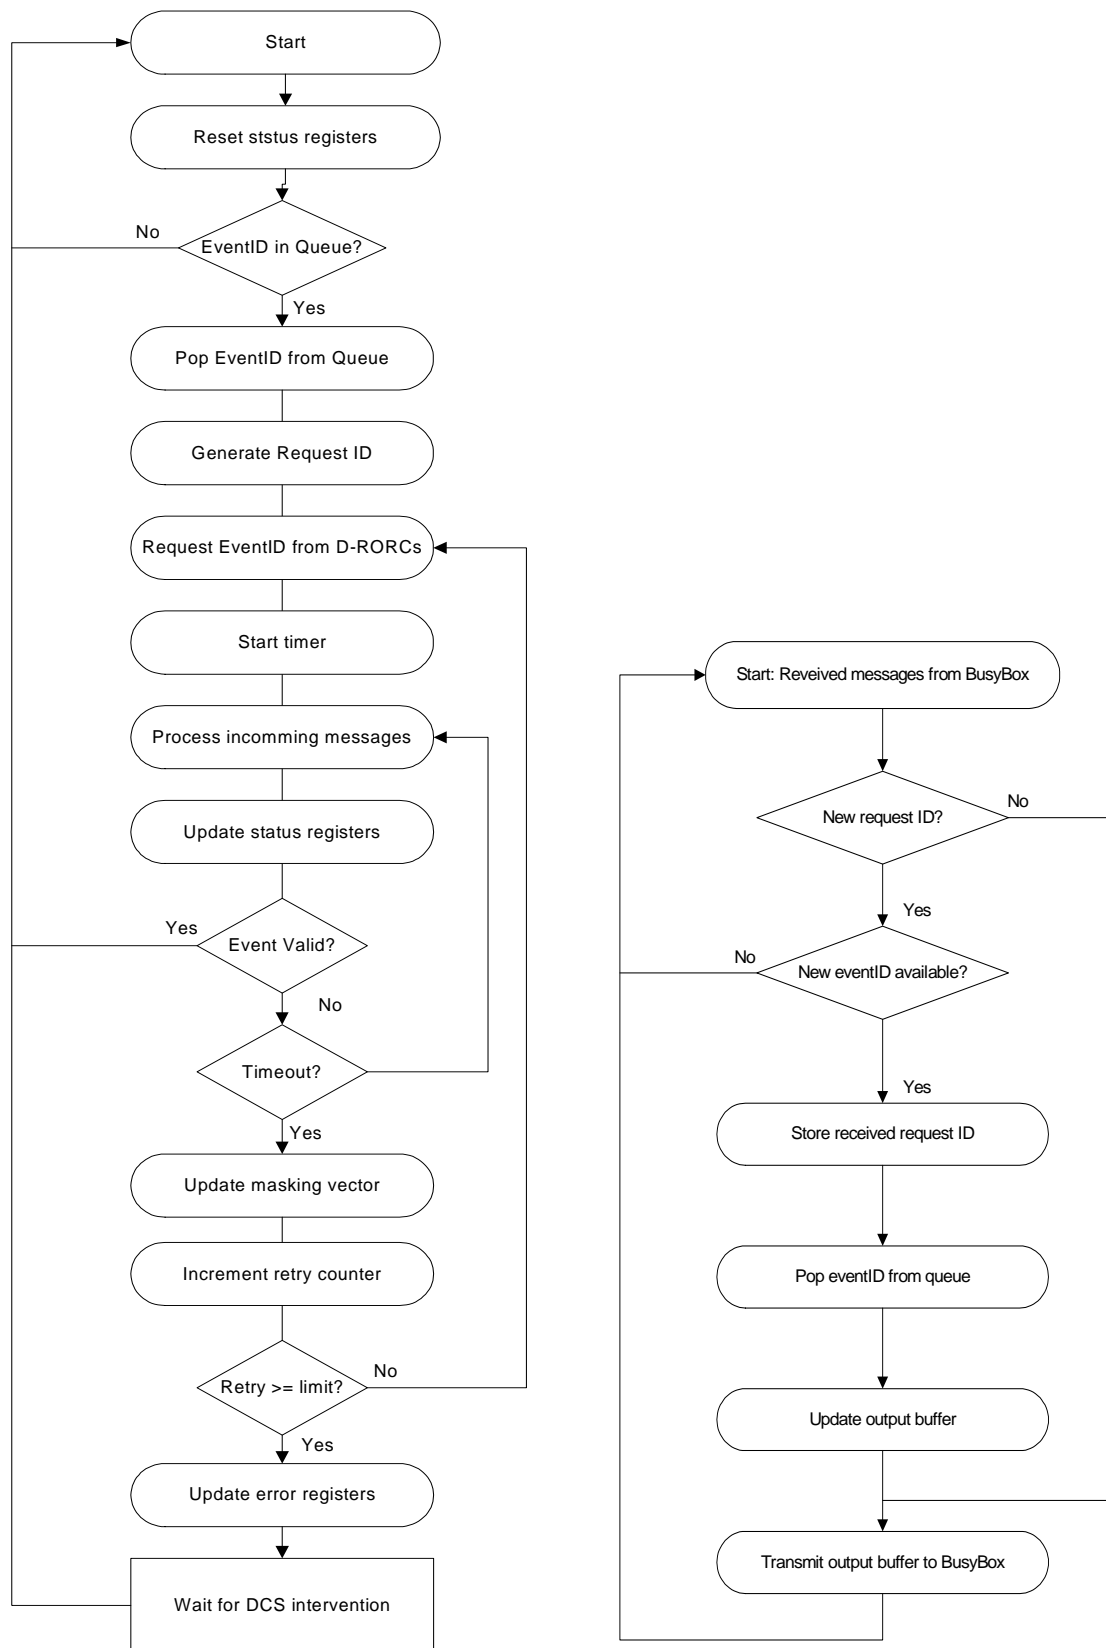 Start
Reset ststus registers
No
EventID in Queue?
Yes
Pop EventID from Queue
Generate Request ID
Request EventID from D-RORCs
Start timer
Process incomming messages
Update status registers
Yes
Event Valid?
No
Timeout?
Yes
Update masking vector
Increment retry counter
No
Retry >= limit?
Yes
Update error registers
Wait for DCS intervention
Start: Reveived messages from BusyBox
No
New request ID?
Yes
No
New eventID available?
Yes
Store received request ID
Pop eventID from queue
Update output buffer
Transmit output buffer to BusyBox